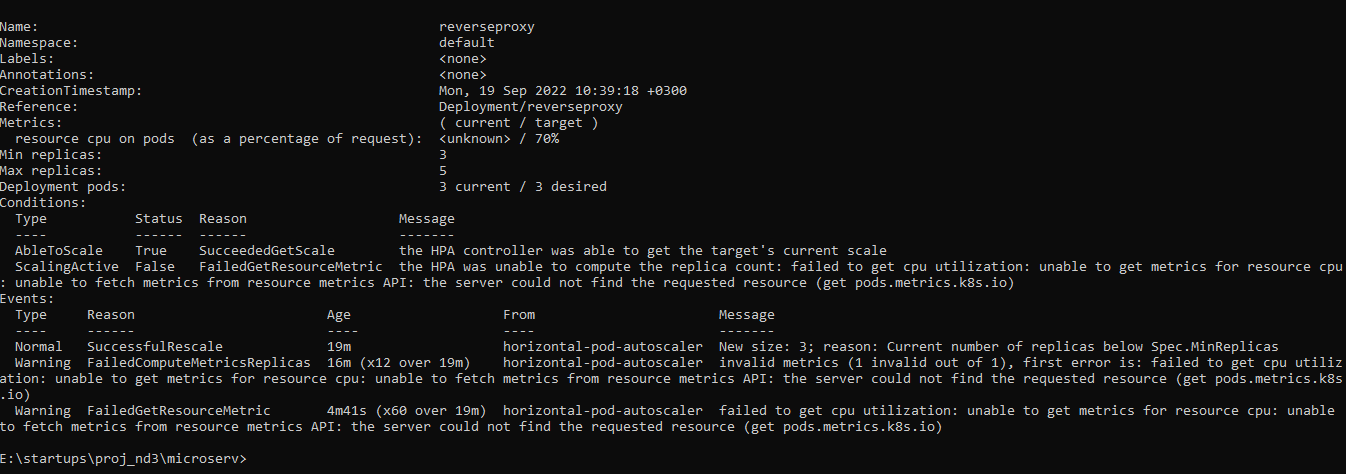 Name:                                                  reverseproxy
Namespace:                                             default
Labels:                                                <none>
Annotations:                                           <none>
CreationTimestamp:                                     Mon, 19 Sep 2022 10:39:18 +0300
Reference:                                             Deployment/reverseproxy
Metrics:                                               ( current / target )
  resource cpu on pods  (as a percentage of request):  <unknown> / 70%
Min replicas:                                          3
Max replicas:                                          5
Deployment pods:                                       3 current / 3 desired
Conditions:
  Type           Status  Reason                   Message
  ----           ------  ------                   -------
  AbleToScale    True    SucceededGetScale        the HPA controller was able to get the target's current scale
  ScalingActive  False   FailedGetResourceMetric  the HPA was unable to compute the replica count: failed to get cpu utilization: unable to get metrics for resource cpu
: unable to fetch metrics from resource metrics API: the server could not find the requested resource (get pods.metrics.k8s.io)
Events:
  Type     Reason                        Age                   From                       Message
  ----     ------                        ----                  ----                       -------
  Normal   SuccessfulRescale             19m                   horizontal-pod-autoscaler  New size: 3; reason: Current number of replicas below Spec.MinReplicas
  Warning  FailedComputeMetricsReplicas  16m (x12 over 19m)    horizontal-pod-autoscaler  invalid metrics (1 invalid out of 1), first error is: failed to get cpu utiliz
ation: unable to get metrics for resource cpu: unable to fetch metrics from resource metrics API: the server could not find the requested resource (get pods.metrics.k8s
.io)
  Warning  FailedGetResourceMetric       4m41s (x60 over 19m)  horizontal-pod-autoscaler  failed to get cpu utilization: unable to get metrics for resource cpu: unable
to fetch metrics from resource metrics API: the server could not find the requested resource (get pods.metrics.k8s.io)
E:\startups\proj_nd3\microserv>